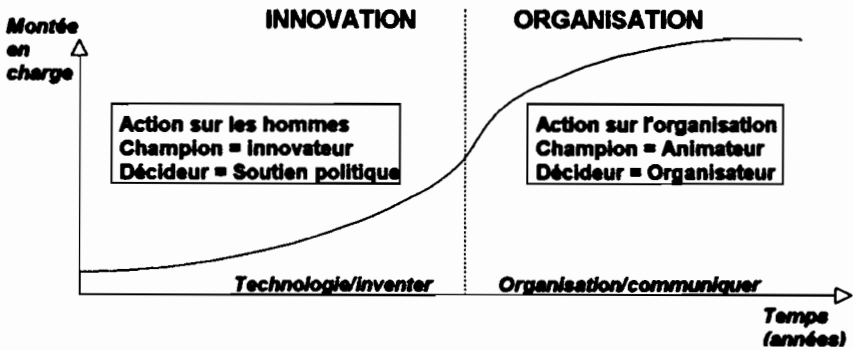 Montée
en
charge
INNOVATION
ORGANISATION
Action sur les hommes
Champion = innovateur
Décideur = Soutien politique
Action sur l'organisation
Champion = Animateur
Décideur = Organisateur
Technologie/inventer
Organisation/communiquer
Temps
(années)